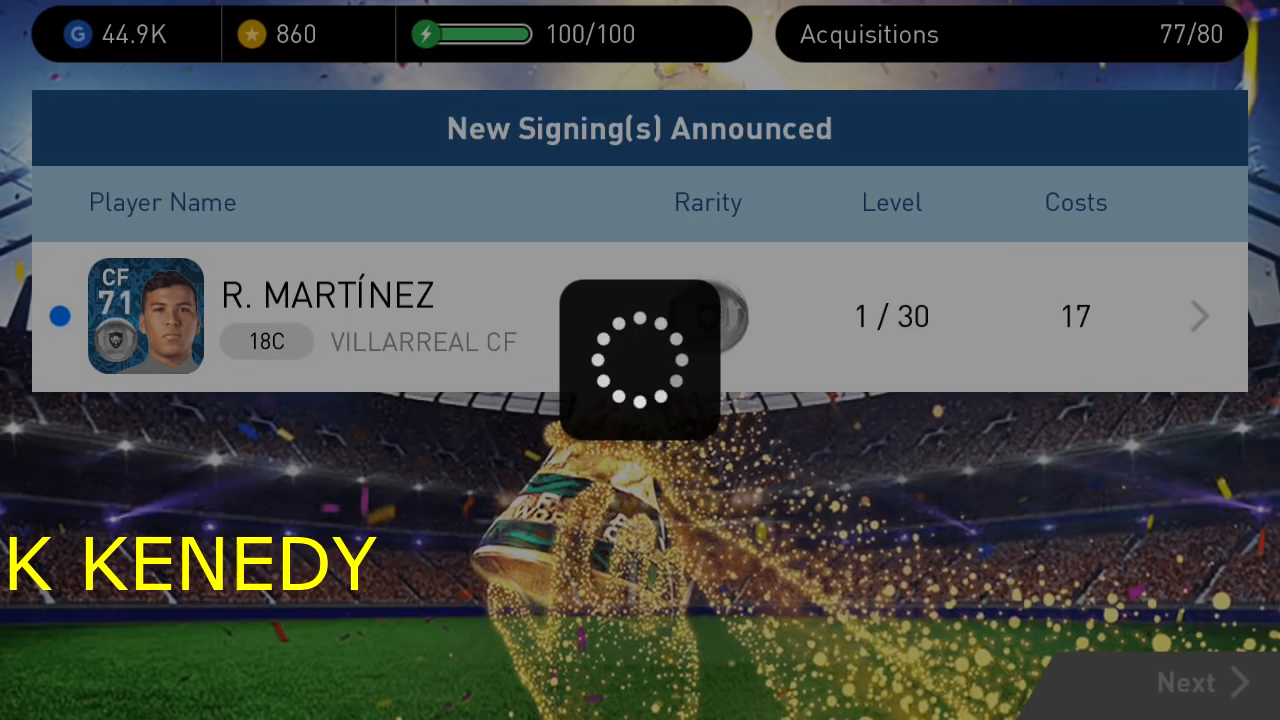 44.9K 860 100/100 Acquisitions 77/80
New Signing(s) Announced
Player Name Rarity Level Costs
CF
71
R. MARTÍNEZ
18C VILLARREAL CF
1 / 30 17
K KENEDY
Next